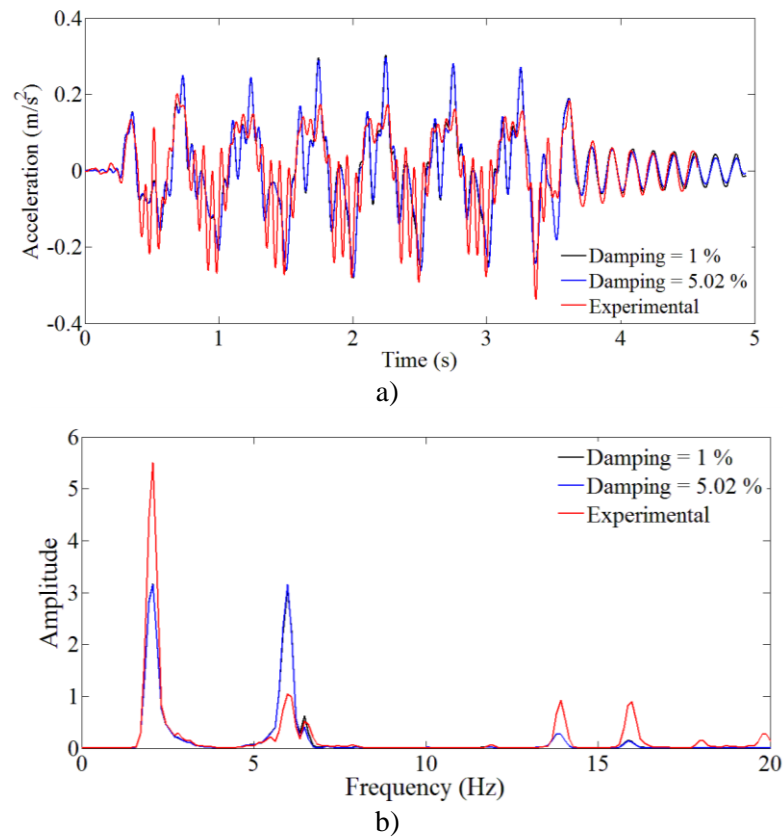 0.4
0.2
0
-0.2
-0.4
Acceleration (m/s²)
Damping = 1 %
Damping = 5.02 %
Experimental
0 1 2 3 4 5
Time (s)
a)
6
5
4
3
2
1
0
Amplitude
Damping = 1 %
Damping = 5.02 %
Experimental
0 5 10 15 20
Frequency (Hz)
b)